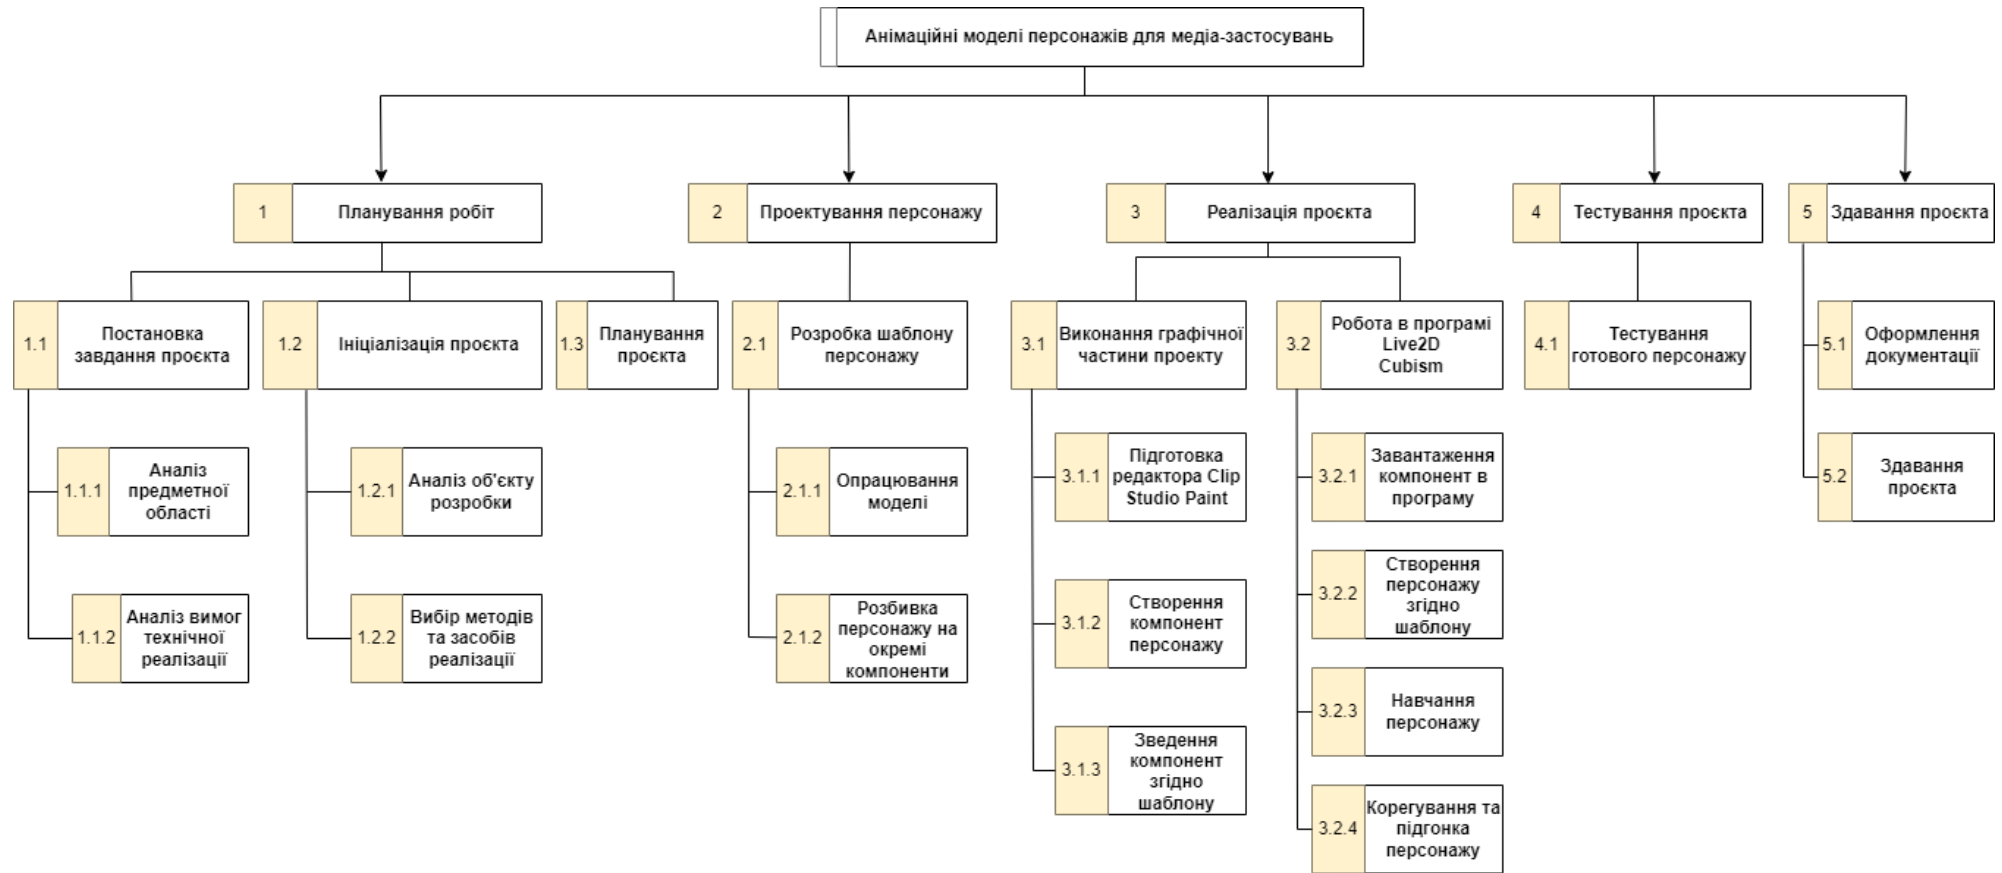 Анімаційні моделі персонажів для медіа-застосувань
1
Планування робіт
2
Проектування персонажу
3
Реалізація проєкта
4
Тестування проєкта
5
Здавання проєкта
1.1
Постановка
завдання проєкта
1.2
Ініціалізація проєкта
1.3
Планування
проєкта
2.1
Розробка шаблону
персонажу
3.1
Виконання графічної
частини проекту
3.2
Робота в програмі
Live2D
Cubism
4.1
Тестування
готового персонажу
5.1
Оформлення
документації
1.1.1
Аналіз
предметної
області
1.2.1
Аналіз об'єкту
розробки
2.1.1
Опрацювання
моделі
3.1.1
Підготовка
редактора Clip
Studio Paint
3.2.1
Завантаження
компонент в
програму
5.2
Здавання
проєкта
1.1.2
Аналіз вимог
технічної
реалізації
1.2.2
Вибір методів
та засобів
реалізації
2.1.2
Розбивка
персонажу на
окремі
компоненти
3.1.2
Створення
компонент
персонажу
3.2.2
Створення
персонажу
згідно
шаблону
3.2.3
Навчання
персонажу
3.1.3
Зведення
компонент
згідно
шаблону
3.2.4
Корегування та
підгонка
персонажу